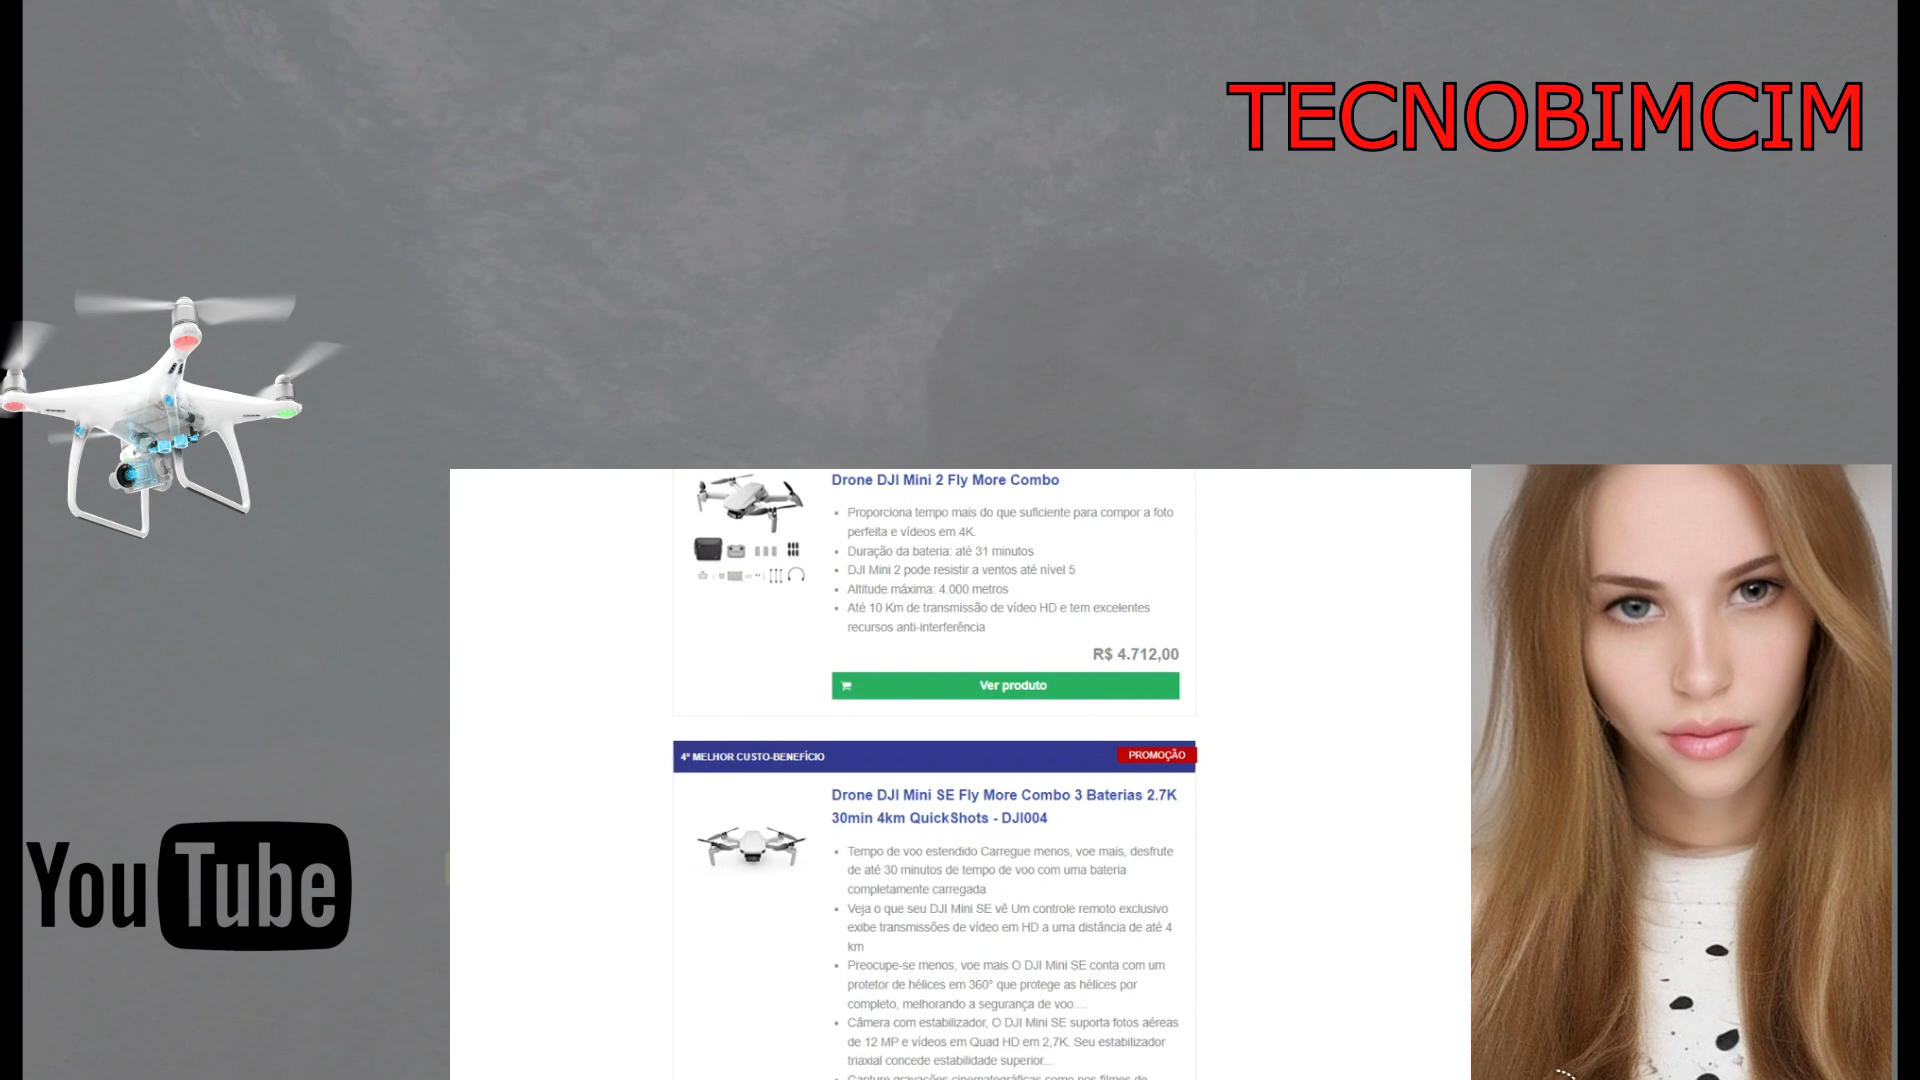 TECNOBIMCIM
Drone DJI Mini 2 Fly More Combo
Proporciona tempo mais do que suficiente para compor a foto
perfeita e vídeos em 4K.
Duração da bateria: até 31 minutos
DJI Mini 2 pode resistir a ventos até nível 5
Altitude máxima: 4.000 metros
Até 10 Km de transmissão de vídeo HD e tem excelentes
recursos anti-interferência
R$ 4.712,00
Ver produto
4º MELHOR CUSTO-BENEFÍCIO
PROMOÇÃO
Drone DJI Mini SE Fly More Combo 3 Baterias 2.7K
30min 4km QuickShots - DJI004
Tempo de voo estendido Carregue menos, voe mais, desfrute
de até 30 minutos de tempo de voo com uma bateria
completamente carregada
Veja o que seu DJI Mini SE vê Um controle remoto exclusivo
exibe transmissões de vídeo em HD a uma distância de até 4
km
Preocupe-se menos, voe mais O DJI Mini SE conta com um
protetor de hélices em 360° que protege as hélices por
completo, melhorando a segurança de voo....
Câmera com estabilizador, O DJI Mini SE suporta fotos aéreas
de 12 MP e vídeos em Quad HD em 2,7K. Seu estabilizador
triaxial concede estabilidade superior...
Capture gravações cinematográficas como nos filmes de
YouTube